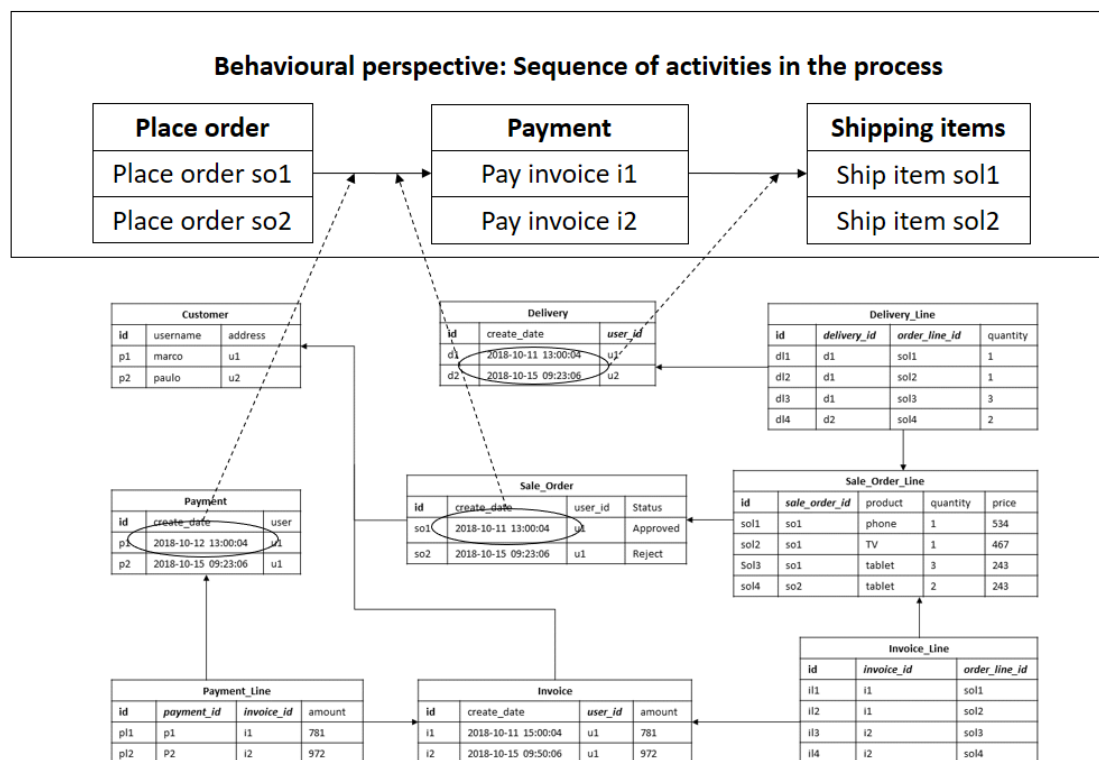 Behavioural perspective: Sequence of activities in the process
Place order Payment Shipping items
Place order so1 Pay invoice i1 Ship item sol1
Place order so2 Pay invoice i2 Ship item sol2
Customer
id username address
p1 marco u1
p2 paulo u2
Delivery
id create_date user_id
d1 2018-10-11 13:00:04 u1
d2 2018-10-15 09:23:06 u2
Delivery_Line
id delivery_id order_line_id quantity
dl1 d1 sol1 1
dl2 d1 sol2 1
dl3 d1 sol3 3
dl4 d2 sol4 2
Payment
id create_date user
p1 2018-10-12 13:00:04 u1
p2 2018-10-15 09:23:06 u1
Sale_Order
id create_date user_id Status
so1 2018-10-11 13:00:04 u1 Approved
so2 2018-10-15 09:23:06 u1 Reject
Sale_Order_Line
id sale_order_id product quantity price
sol1 so1 phone 1 534
sol2 so1 TV 1 467
Sol3 so1 tablet 3 243
sol4 so2 tablet 2 243
Payment_Line
id payment_id invoice_id amount
pl1 p1 i1 781
pl2 P2 i2 972
Invoice
id create_date user_id amount
i1 2018-10-11 15:00:04 u1 781
i2 2018-10-15 09:50:06 u1 972
Invoice_Line
id invoice_id order_line_id
il1 i1 sol1
il2 i1 sol2
il3 i2 sol3
il4 i2 sol4